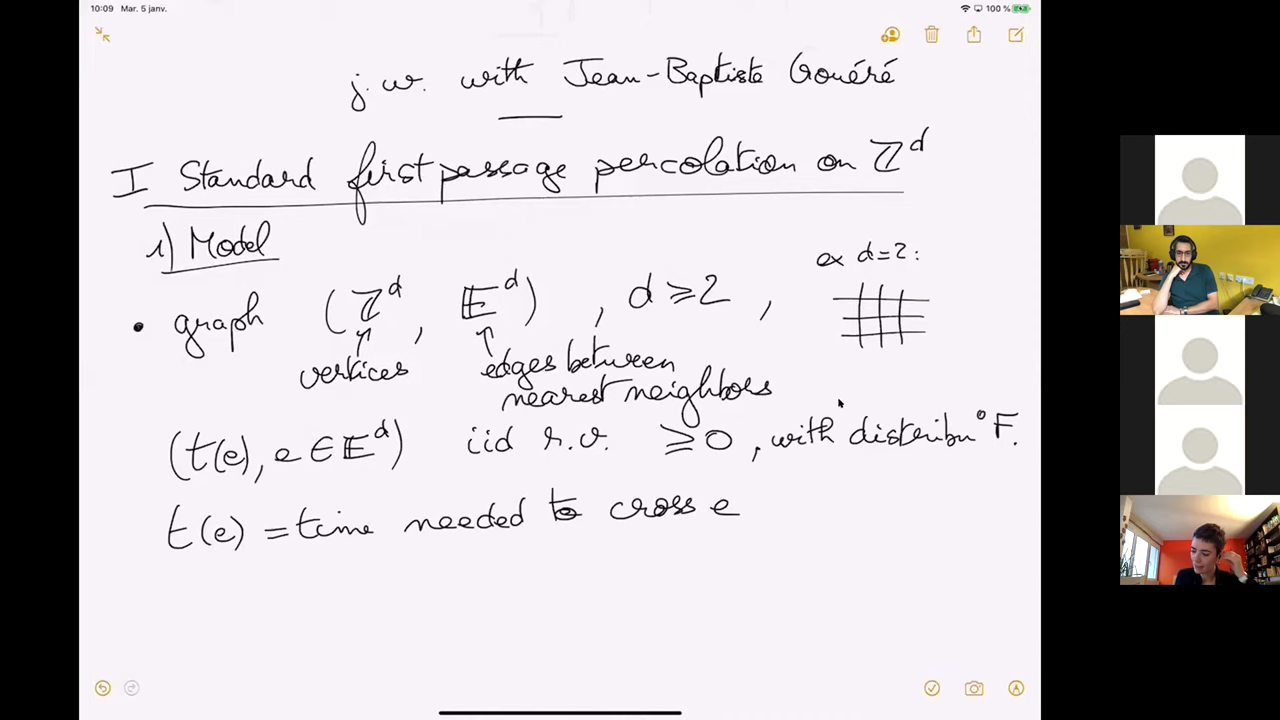 10:09 Mar. 5 janv.
100 %
j.w. with Jean-Baptiste Gouéré
I Standard first passage percolation on ℤ^d
1) Model
ex d=2:
• graph (ℤ^d, 𝔼^d), d ≥ 2,
vertices
edges between
nearest neighbors
(t(e), e ∈ 𝔼^d) iid r.v. ≥ 0, with distribu° F.
t(e) = time needed to cross e